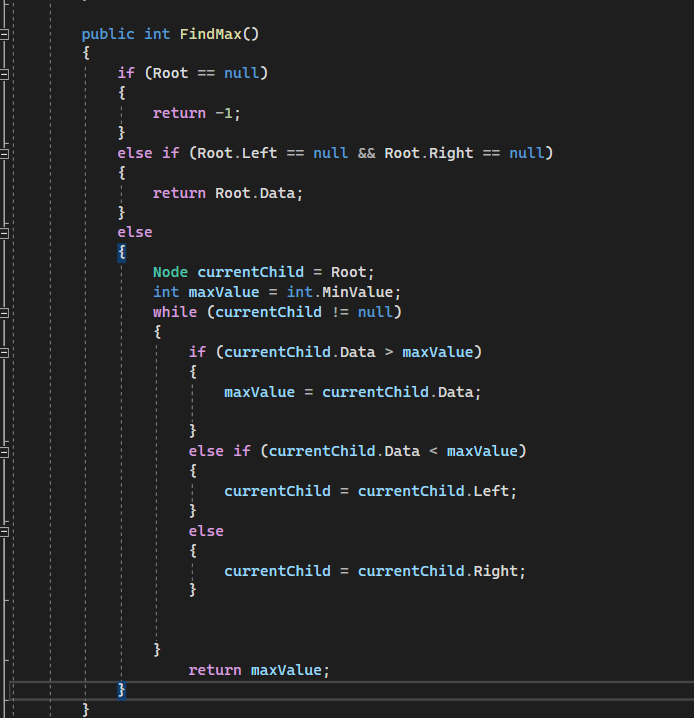 public int FindMax()
{
if (Root == null)
{
return -1;
}
else if (Root.Left == null && Root.Right == null)
{
return Root.Data;
}
else
{
Node currentChild = Root;
int maxValue = int.MinValue;
while (currentChild != null)
{
if (currentChild.Data > maxValue)
{
maxValue = currentChild.Data;
}
else if (currentChild.Data < maxValue)
{
currentChild = currentChild.Left;
}
else
{
currentChild = currentChild.Right;
}
}
return maxValue;
}
}